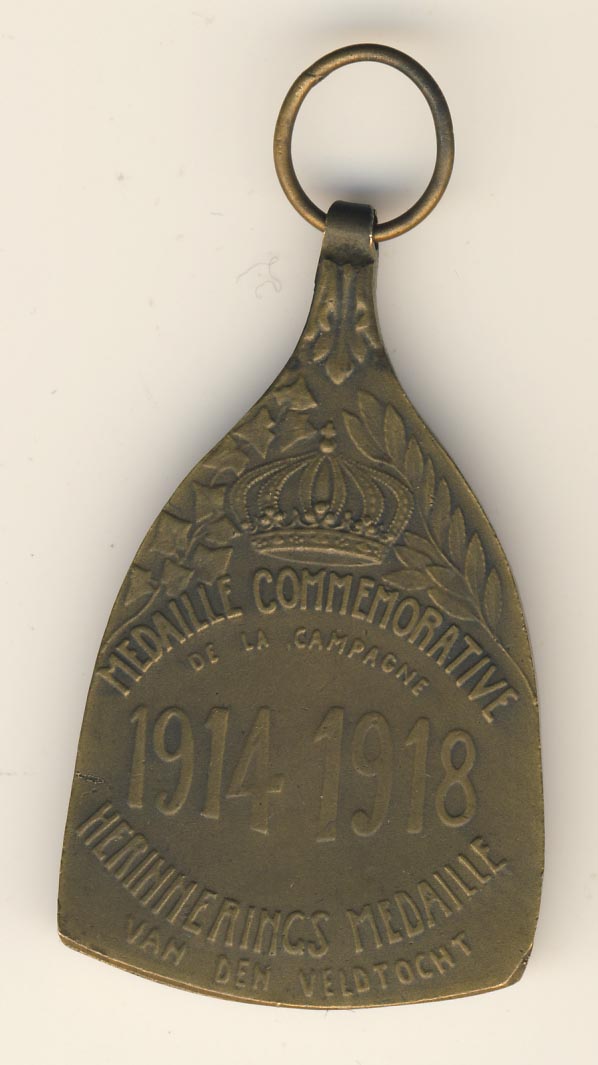 MEDAILLE COMMEMORATIVE
DE LA CAMPAGNE
1914 1918
HERINNERINGS MEDAILLE
VAN DEN VELDTOCHT